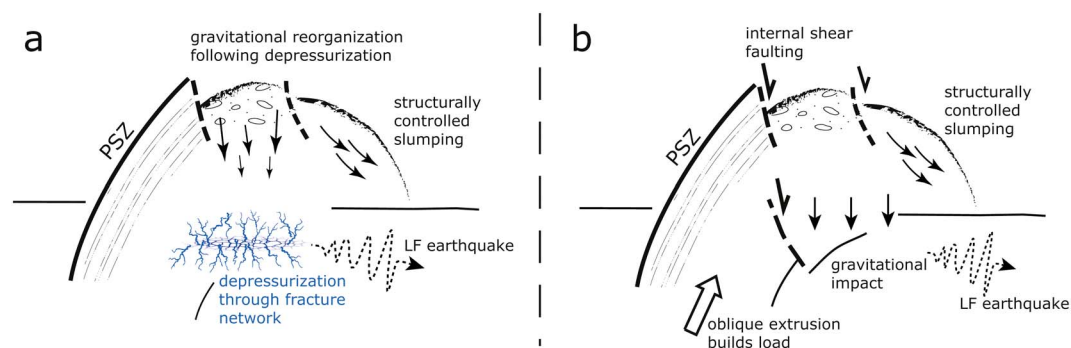 a
gravitational reorganization
following depressurization
PSZ
structurally
controlled
slumping
LF earthquake
depressurization
through fracture
network
b
internal shear
faulting
PSZ
structurally
controlled
slumping
gravitational
impact
LF earthquake
oblique extrusion
builds load